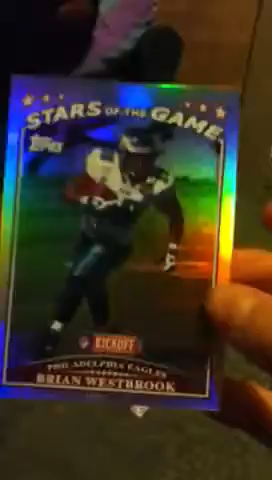 STARS OF THE GAME
TOPPS
KICKOFF
PHILADELPHIA EAGLES
BRIAN WESTBROOK